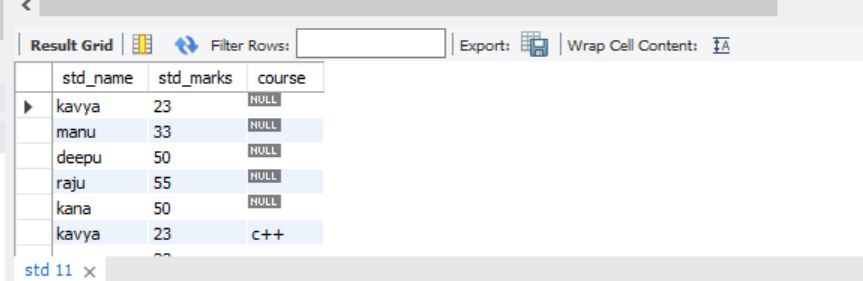 Result Grid Filter Rows: Export: Wrap Cell Content:
std_name std_marks course
kavya 23 NULL
manu 33 NULL
deepu 50 NULL
raju 55 NULL
kana 50 NULL
kavya 23 c++
std 11